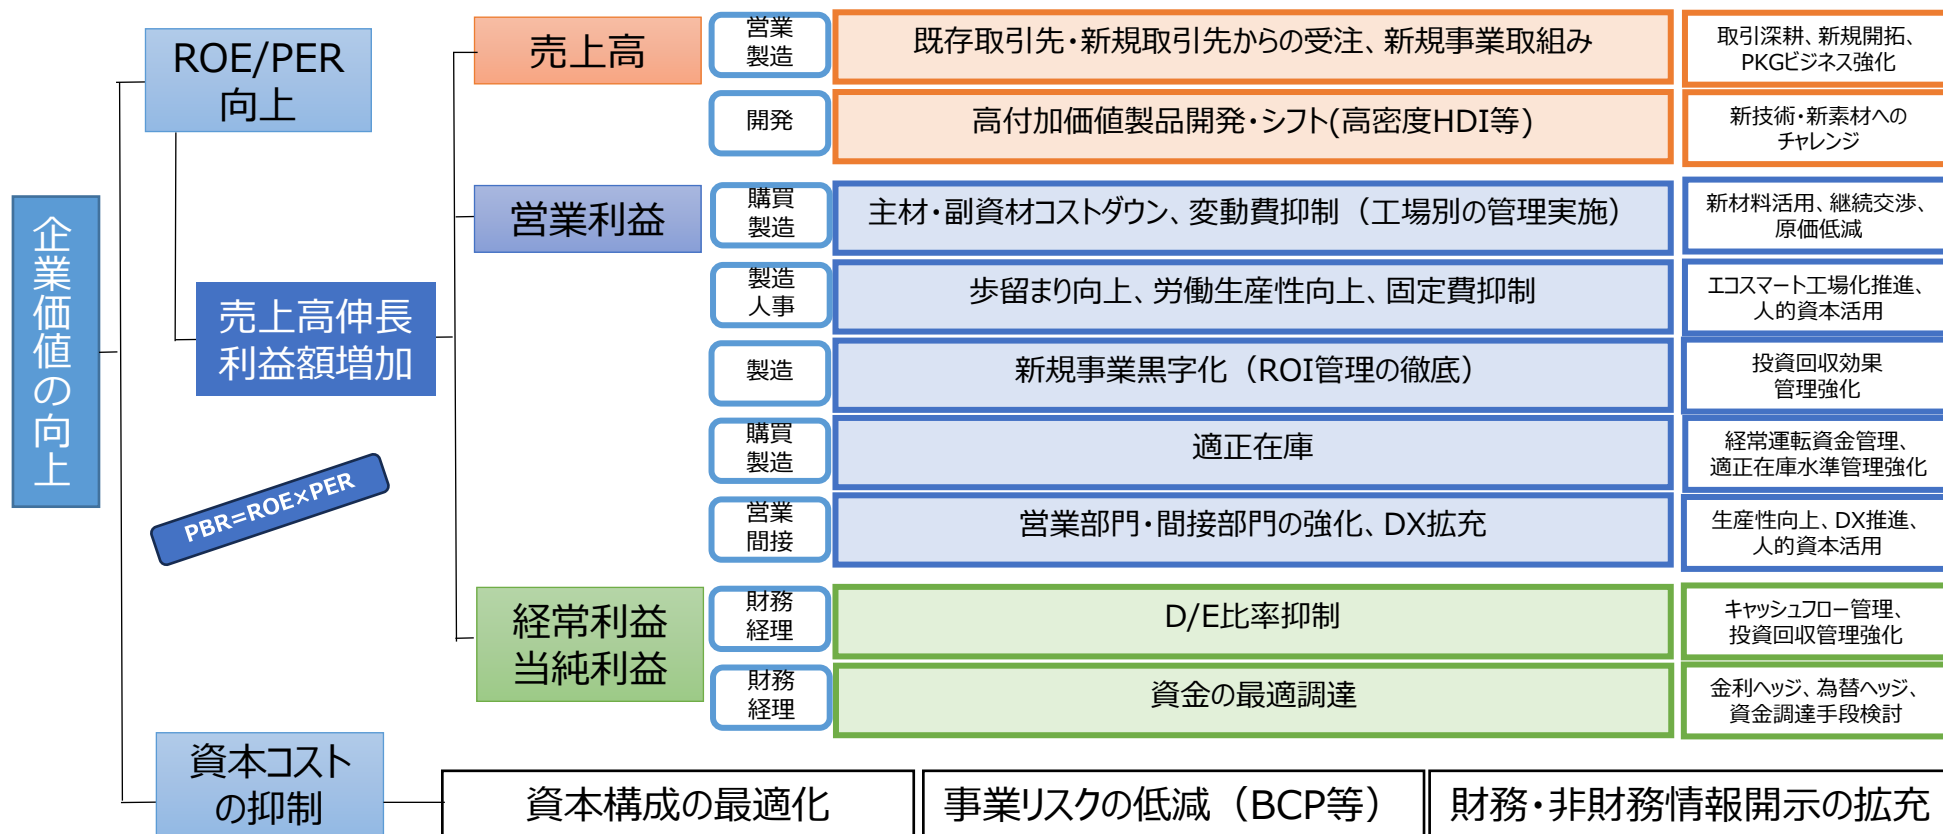 企業価値の向上
ROE/PER
向上
売上高伸長
利益額増加
PBR=ROE×PER
売上高
営業
製造
既存取引先・新規取引先からの受注、新規事業取組み
取引深耕、新規開拓、
PKGビジネス強化
開発
高付加価値製品開発・シフト(高密度HDI等)
新技術・新素材への
チャレンジ
営業利益
購買
製造
主材・副資材コストダウン、変動費抑制（工場別の管理実施）
新材料活用、継続交渉、
原価低減
製造
人事
歩留まり向上、労働生産性向上、固定費抑制
エコスマート工場化推進、
人的資本活用
製造
新規事業黒字化（ROI管理の徹底）
投資回収効果
管理強化
購買
製造
適正在庫
経常運転資金管理、
適正在庫水準管理強化
営業
間接
営業部門・間接部門の強化、DX拡充
生産性向上、DX推進、
人的資本活用
経常利益
当純利益
財務
経理
D/E比率抑制
キャッシュフロー管理、
投資回収管理強化
財務
経理
資金の最適調達
金利ヘッジ、為替ヘッジ、
資金調達手段検討
資本コスト
の抑制
資本構成の最適化
事業リスクの低減（BCP等）
財務・非財務情報開示の拡充